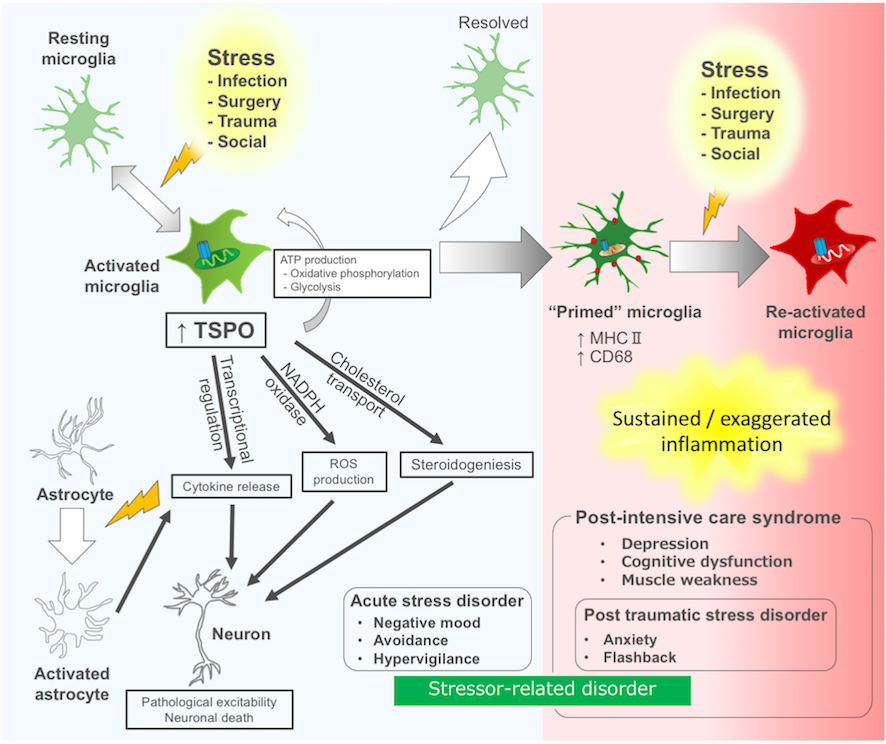 Resting
microglia
Stress
- Infection
- Surgery
- Trauma
- Social
Resolved
Stress
- Infection
- Surgery
- Trauma
- Social
Activated
microglia
ATP production
- Oxidative phosphorylation
- Glycolysis
↑ TSPO
“Primed” microglia
↑ MHCⅡ
↑ CD68
Re-activated
microglia
Transcriptional
regulation
NADPH
oxidase
Cholesterol
transport
Sustained / exaggerated
inflammation
Astrocyte
Cytokine release
ROS
production
Steroidogeniesis
Activated
astrocyte
Neuron
Pathological excitability
Neuronal death
Acute stress disorder
• Negative mood
• Avoidance
• Hypervigilance
Post-intensive care syndrome
• Depression
• Cognitive dysfunction
• Muscle weakness
Post traumatic stress disorder
• Anxiety
• Flashback
Stressor-related disorder